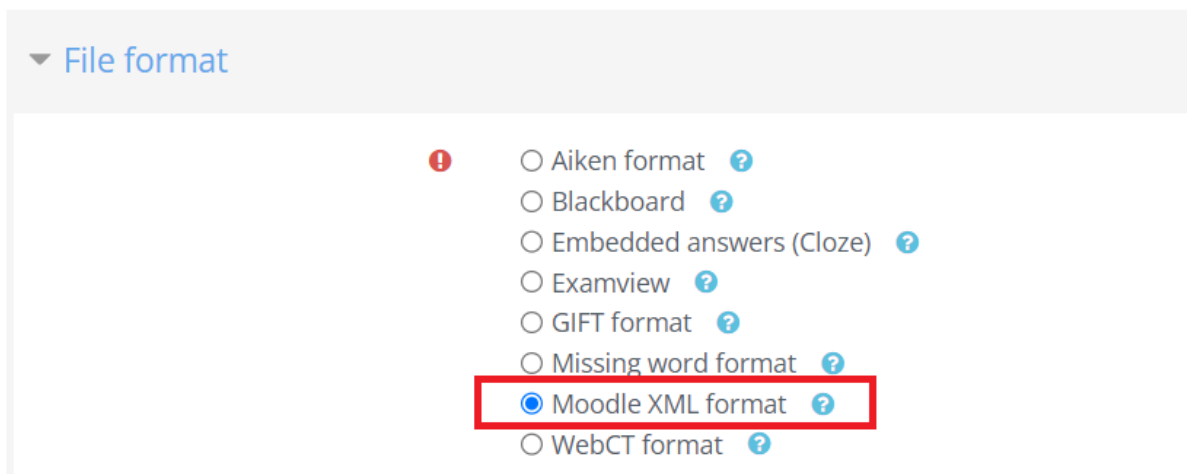 File format
Aiken format
Blackboard
Embedded answers (Cloze)
Examview
GIFT format
Missing word format
Moodle XML format
WebCT format